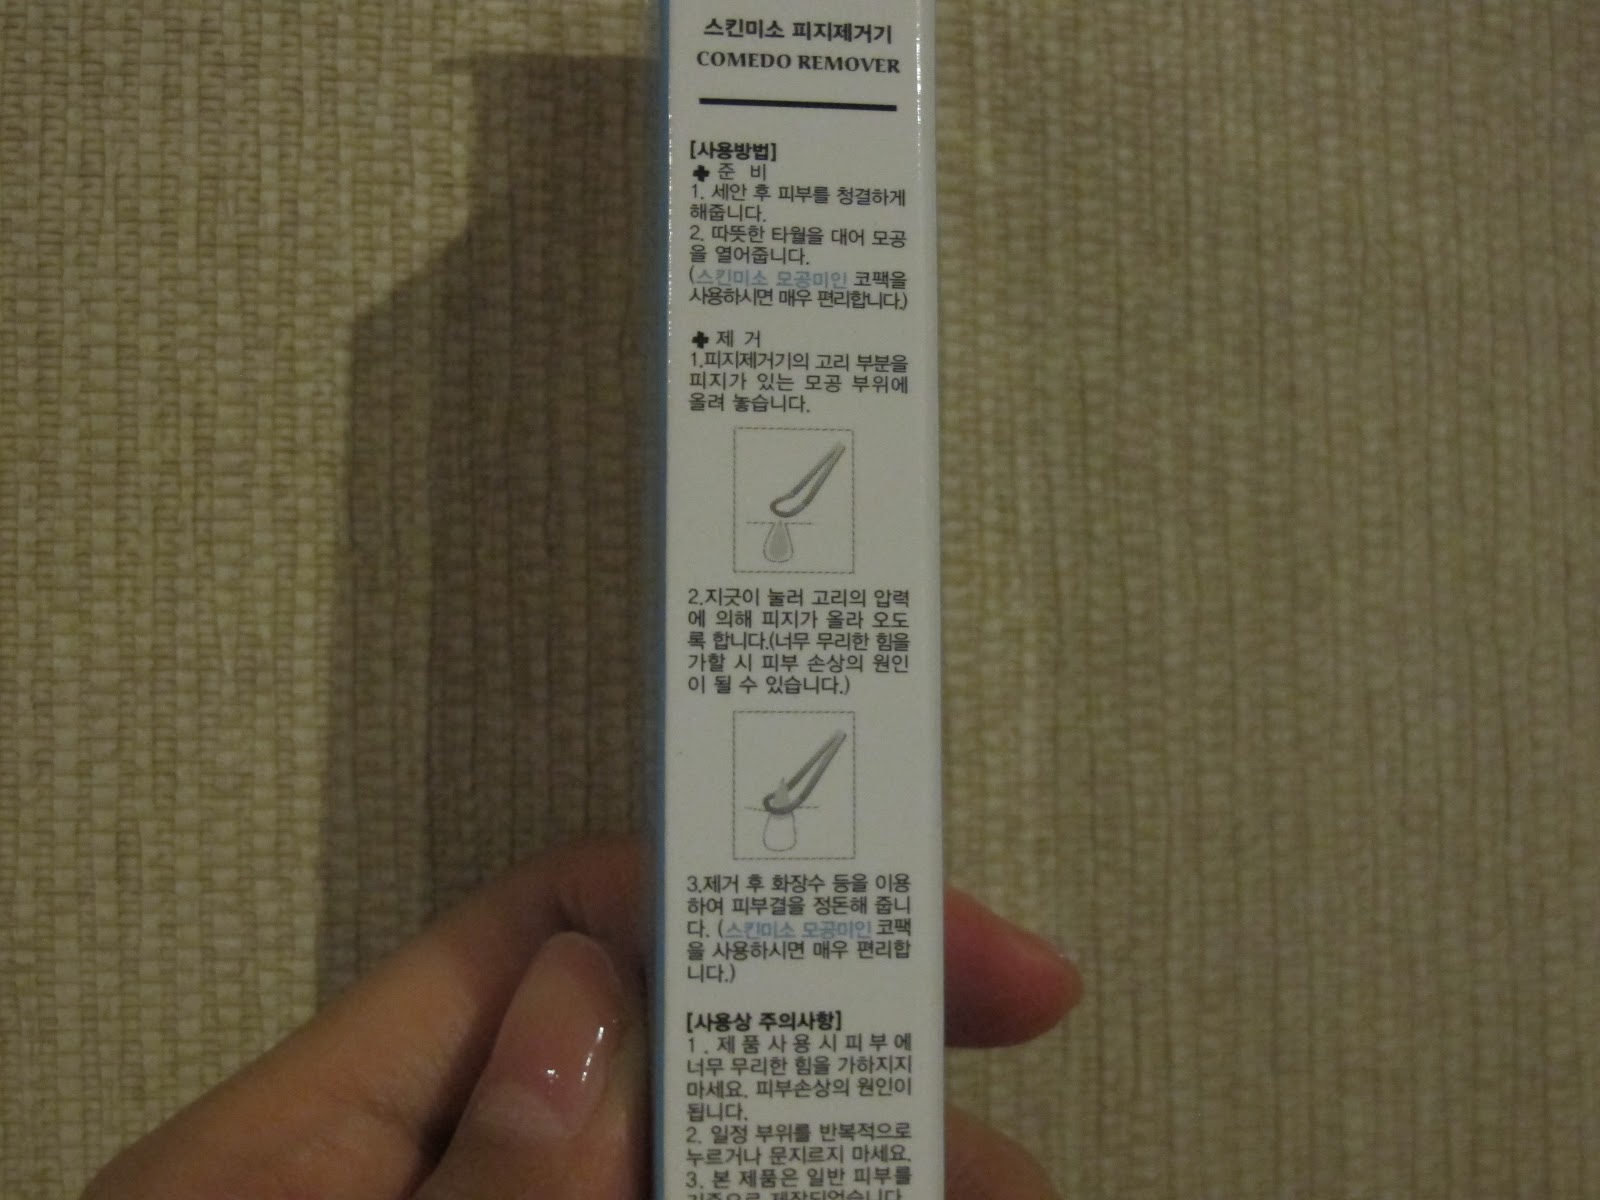 스킨미소 피지제거기
COMEDO REMOVER
[사용방법]
✚ 준 비
1. 세안 후 피부를 청결하게
해줍니다.
2. 따뜻한 타월을 대어 모공
을 열어줍니다.
(스킨미소 모공미인 코팩을
사용하시면 매우 편리합니다.)
✚ 제 거
1.피지제거기의 고리 부분을
피지가 있는 모공 부위에
올려 놓습니다.
2.지긋이 눌러 고리의 압력
에 의해 피지가 올라 오도
록 합니다.(너무 무리한 힘을
가할 시 피부 손상의 원인
이 될 수 있습니다.)
3.제거 후 화장수 등을 이용
하여 피부결을 정돈해 줍니
다. (스킨미소 모공미인 코팩
을 사용하시면 매우 편리합
니다.)
[사용상 주의사항]
1. 제품사용시피부에
너무 무리한 힘을 가하지지
마세요. 피부손상의 원인이
됩니다.
2. 일정 부위를 반복적으로
누르거나 문지르지 마세요.
3. 본 제품은 일반 피부를
기준으로 제작되었습니다.